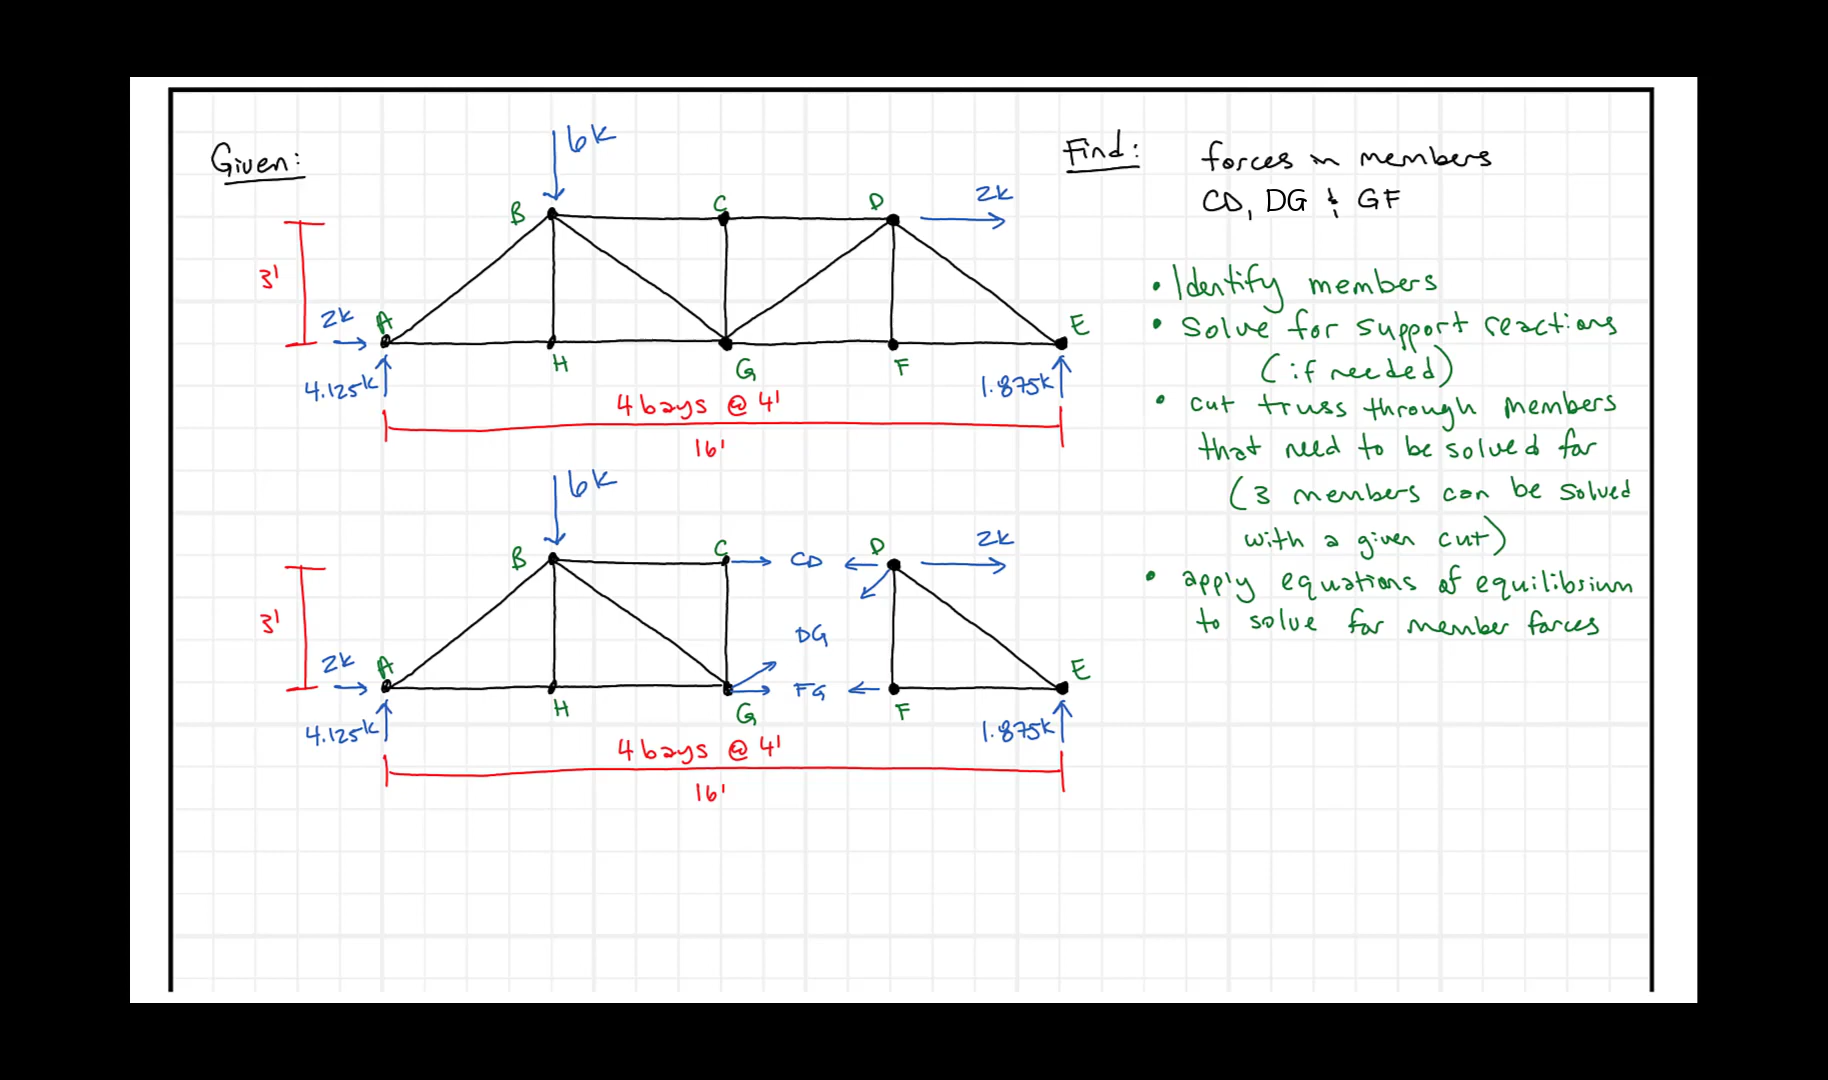 Given:
6k
B
C
D
2k
3'
2k
A
E
4.125k
H
G
F
1.875k
4 bays @ 4'
16'
6k
B
C
CD
D
2k
3'
DG
2k
A
FG
E
4.125k
H
G
F
1.875k
4 bays @ 4'
16'
Find: forces in members
CD, DG & GF
• Identify members
• Solve for support reactions
(if needed)
• cut truss through members
that need to be solved for
(3 members can be solved
with a given cut)
• apply equations of equilibrium
to solve for member forces